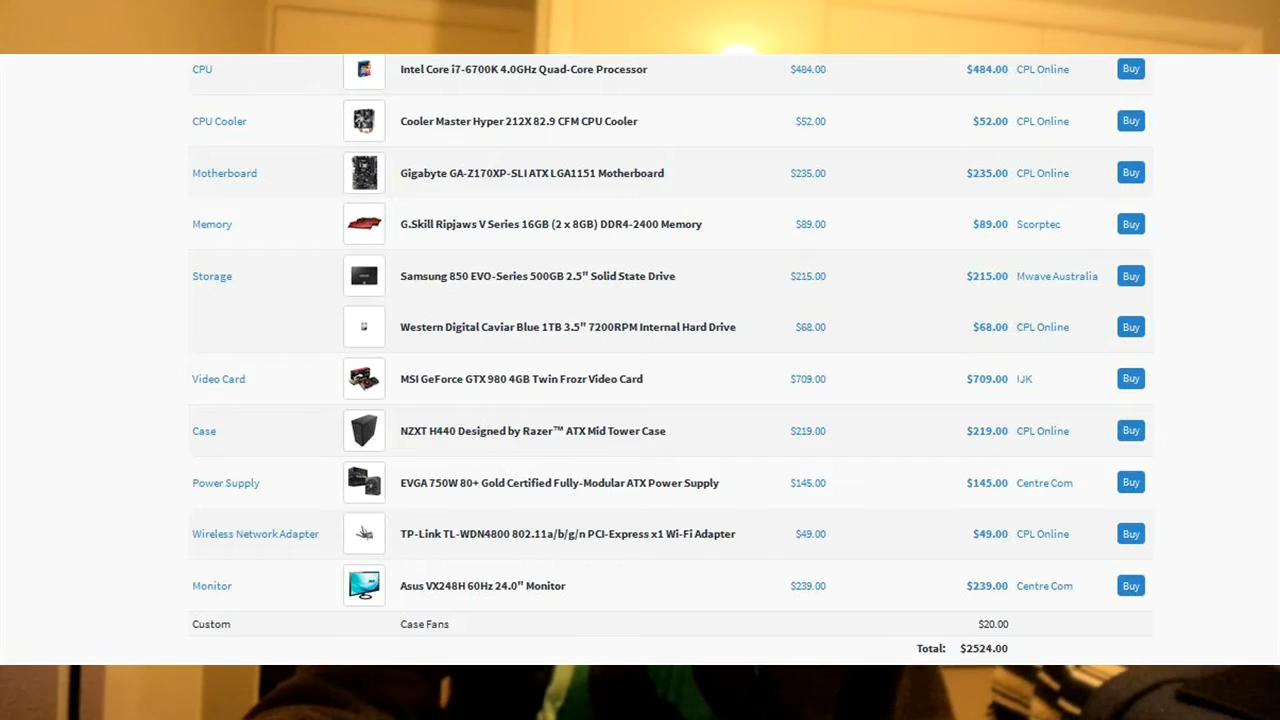 CPU Intel Core i7-6700K 4.0GHz Quad-Core Processor $484.00 $484.00 CPL Online Buy
CPU Cooler Cooler Master Hyper 212X 82.9 CFM CPU Cooler $52.00 $52.00 CPL Online Buy
Motherboard Gigabyte GA-Z170XP-SLI ATX LGA1151 Motherboard $235.00 $235.00 CPL Online Buy
Memory G.Skill Ripjaws V Series 16GB (2 x 8GB) DDR4-2400 Memory $89.00 $89.00 Scorptec Buy
Storage Samsung 850 EVO-Series 500GB 2.5" Solid State Drive $215.00 $215.00 Mwave Australia Buy
Western Digital Caviar Blue 1TB 3.5" 7200RPM Internal Hard Drive $68.00 $68.00 CPL Online Buy
Video Card MSI GeForce GTX 980 4GB Twin Frozr Video Card $709.00 $709.00 IJK Buy
Case NZXT H440 Designed by Razer™ ATX Mid Tower Case $219.00 $219.00 CPL Online Buy
Power Supply EVGA 750W 80+ Gold Certified Fully-Modular ATX Power Supply $145.00 $145.00 Centre Com Buy
Wireless Network Adapter TP-Link TL-WDN4800 802.11a/b/g/n PCI-Express x1 Wi-Fi Adapter $49.00 $49.00 CPL Online Buy
Monitor Asus VX248H 60Hz 24.0" Monitor $239.00 $239.00 Centre Com Buy
Custom Case Fans $20.00
Total: $2524.00